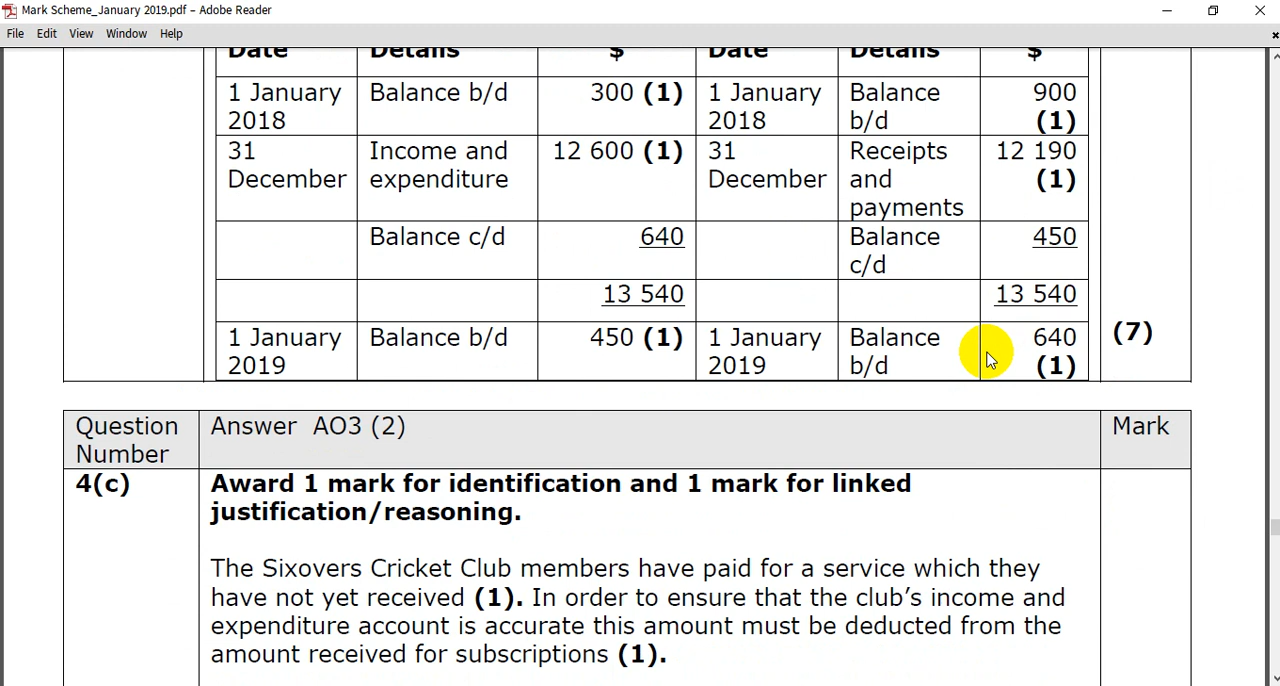 Mark Scheme_January 2019.pdf - Adobe Reader
File Edit View Window Help
Date Details $ Date Details $
1 January 2018 Balance b/d 300 (1) 1 January 2018 Balance b/d 900 (1)
31 December Income and expenditure 12 600 (1) 31 December Receipts and payments 12 190 (1)
Balance c/d 640 Balance c/d 450
13 540 13 540
1 January 2019 Balance b/d 450 (1) 1 January 2019 Balance b/d 640 (1) (7)
Question Number Answer AO3 (2) Mark
4(c) Award 1 mark for identification and 1 mark for linked
justification/reasoning.
The Sixovers Cricket Club members have paid for a service which they
have not yet received (1). In order to ensure that the club's income and
expenditure account is accurate this amount must be deducted from the
amount received for subscriptions (1).